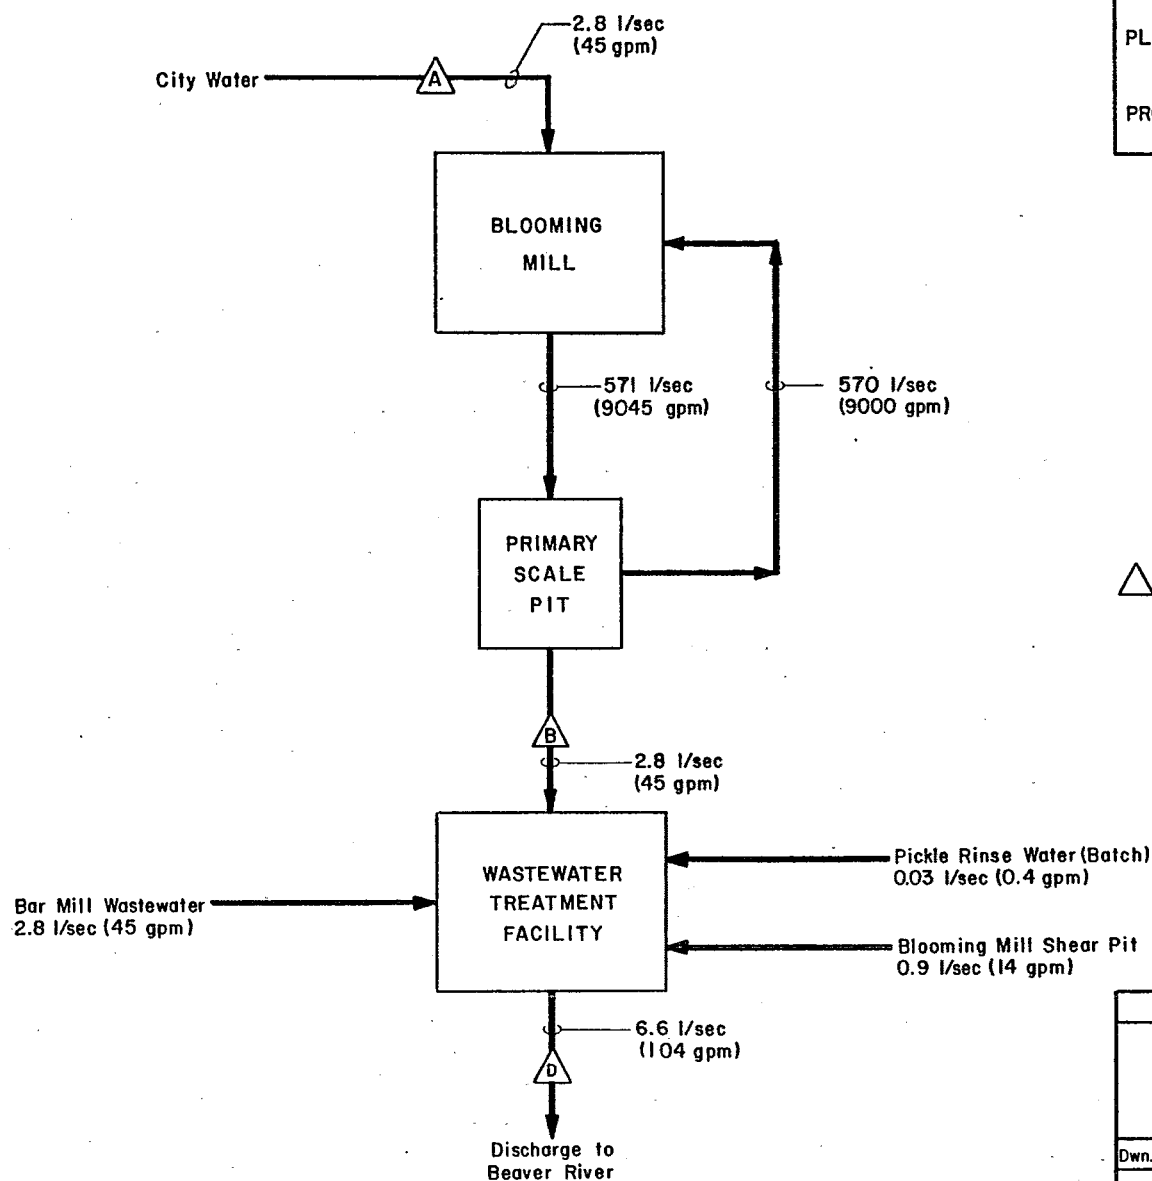 2.8 l/sec
(45 gpm)
City Water
A
PL
PR
BLOOMING
MILL
571 l/sec
(9045 gpm)
570 l/sec
(9000 gpm)
PRIMARY
SCALE
PIT
B
2.8 l/sec
(45 gpm)
WASTEWATER
TREATMENT
FACILITY
Pickle Rinse Water (Batch)
0.03 l/sec (0.4 gpm)
Bar Mill Wastewater
2.8 l/sec (45 gpm)
Blooming Mill Shear Pit
0.9 l/sec (14 gpm)
6.6 l/sec
(104 gpm)
D
Discharge to
Beaver River
Dwn.